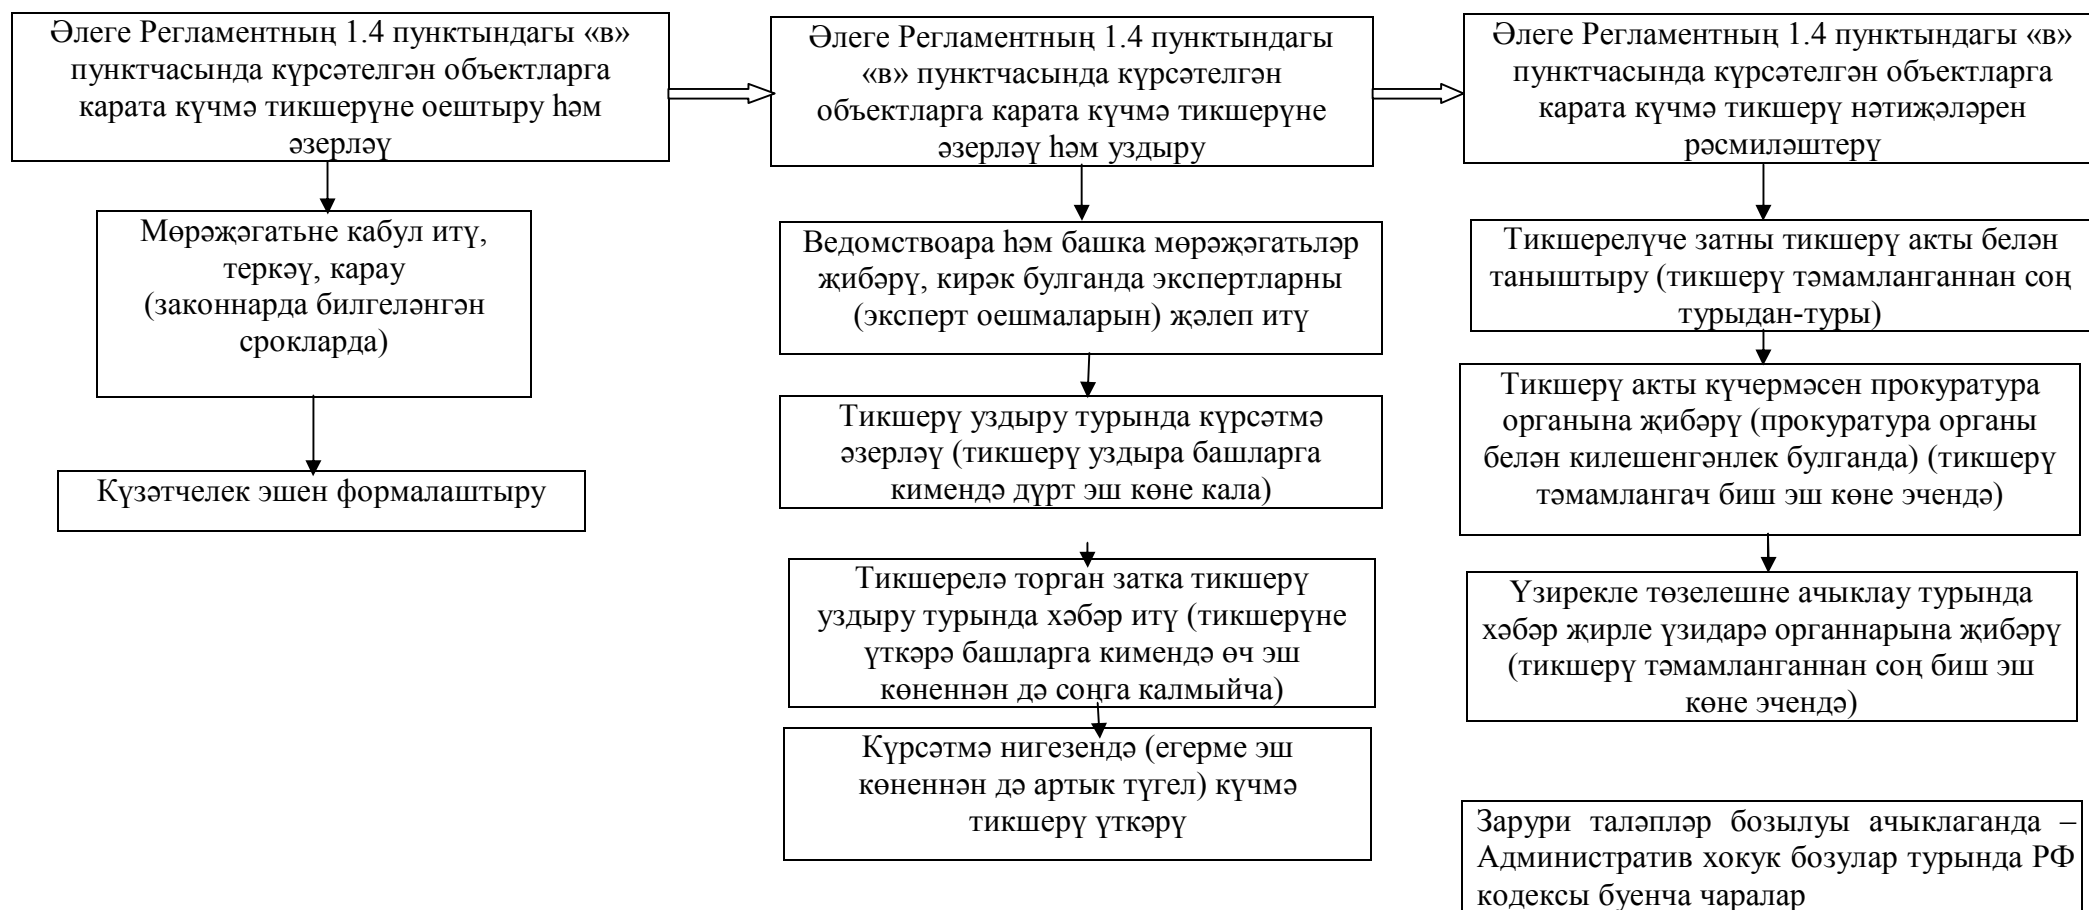 Әлеге Регламентның 1.4 пунктындагы «в»
пунктчасында күрсәтелгән объектларга
карата күчмә тикшерүне оештыру һәм
әзерләү
Мөрәҗәгатьне кабул итү,
теркәү, карау
(законнарда билгеләнгән
срокларда)
Күзәтчелек эшен формалаштыру
Әлеге Регламентның 1.4 пунктындагы
«в» пунктчасында күрсәтелгән
объектларга карата күчмә тикшерүне
әзерләү һәм уздыру
Ведомствоара һәм башка мөрәҗәгатьләр
җибәрү, кирәк булганда экспертларны
(эксперт оешмаларын) җәлеп итү
Тикшерү уздыру турында күрсәтмә
әзерләү (тикшерү уздыра башларга
кимендә дүрт эш көне кала)
Тикшерелә торган затка тикшерү
уздыру турында хәбәр итү (тикшерүне
үткәрә башларга кимендә өч эш
көненнән дә соңга калмыйча)
Күрсәтмә нигезендә (егерме эш
көненнән дә артык түгел) күчмә
тикшерү үткәрү
Әлеге Регламентның 1.4 пунктындагы «в»
пунктчасында күрсәтелгән объектларга
карата күчмә тикшерү нәтиҗәләрен
рәсмиләштерү
Тикшерелүче затны тикшерү акты белән
таныштыру (тикшерү тәмамланганнан соң
турыдан-туры)
Тикшерү акты күчермәсен прокуратура
органына җибәрү (прокуратура органы
белән килешенгәнлек булганда) (тикшерү
тәмамлангач биш эш көне эчендә)
Үзирекле төзелешне ачыклау турында
хәбәр җирле үзидарә органнарына җибәрү
(тикшерү тәмамланганнан соң биш эш
көне эчендә)
Зарури таләпләр бозылуы ачыклаганда –
Административ хокук бозулар турында РФ
кодексы буенча чаралар